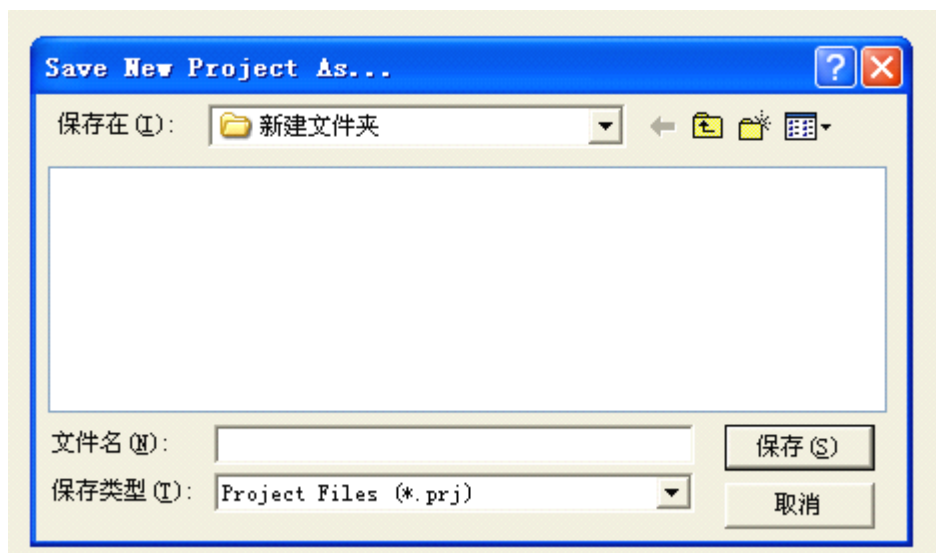 Save New Project As...
保存在(I):
新建文件夹
文件名(N):
保存(S)
保存类型(T):
Project Files (*.prj)
取消